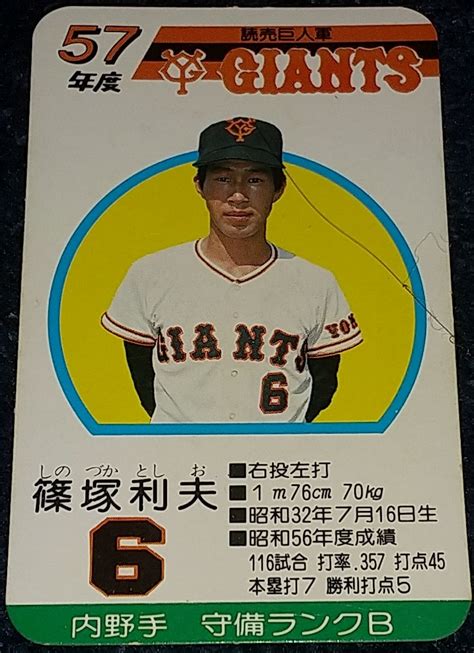 57
年度
読売巨人軍
GIANTS
GIANTS
6
しの づか とし お
篠塚利夫
6
■右投左打
■1m76cm 70kg
■昭和32年7月16日生
■昭和56年度成績
116試合 打率.357 打点45
本塁打7 勝利打点5
内野手 守備ランクB